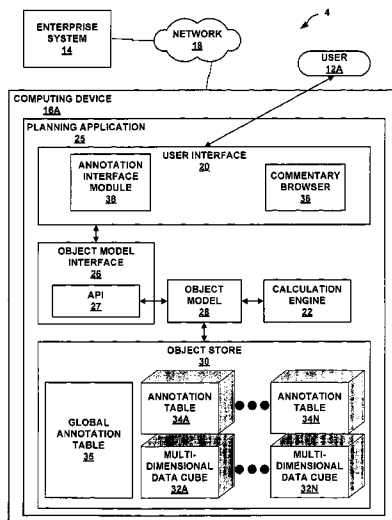 4
ENTERPRISE
SYSTEM
14
NETWORK
18
USER
12A
COMPUTING DEVICE
16A
PLANNING APPLICATION
25
USER INTERFACE
20
ANNOTATION
INTERFACE
MODULE
38
COMMENTARY
BROWSER
36
OBJECT MODEL
INTERFACE
26
API
27
OBJECT
MODEL
28
CALCULATION
ENGINE
22
OBJECT STORE
30
GLOBAL
ANNOTATION
TABLE
35
ANNOTATION
TABLE
34A
ANNOTATION
TABLE
34N
MULTI-
DIMENSIONAL
DATA CUBE
32A
MULTI-
DIMENSIONAL
DATA CUBE
32N